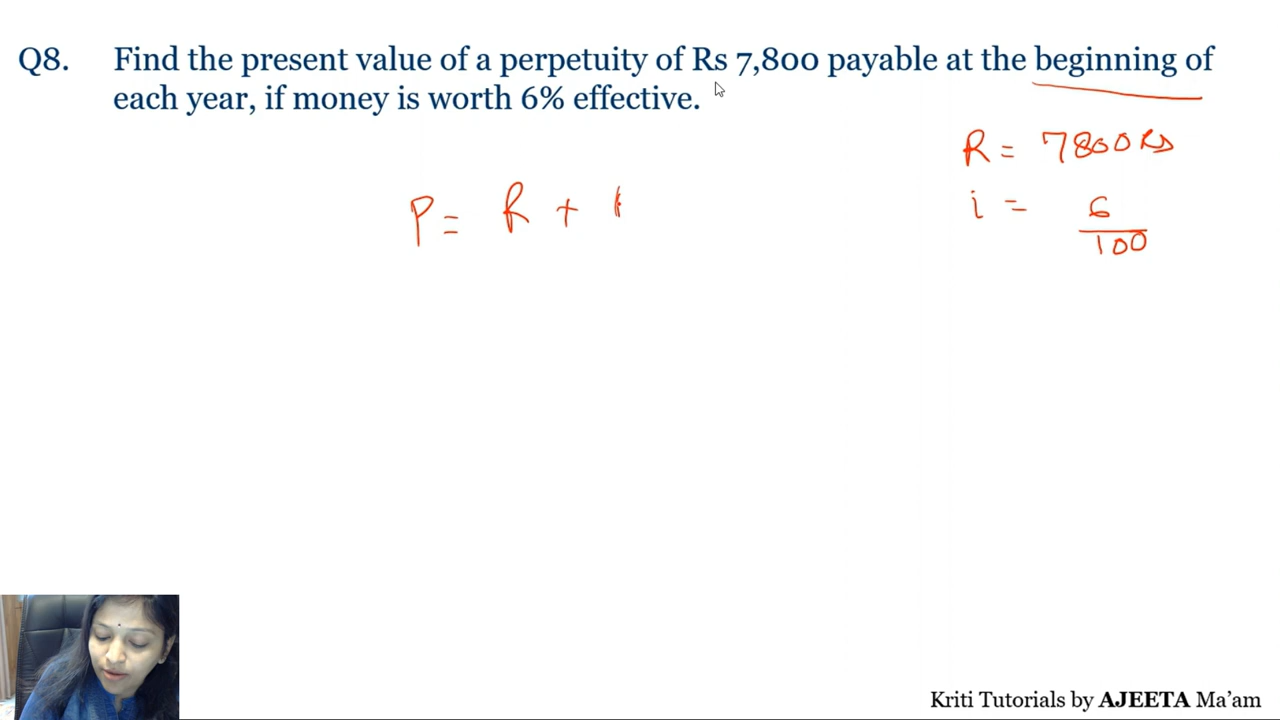 Q8. Find the present value of a perpetuity of Rs 7,800 payable at the beginning of
each year, if money is worth 6% effective.
R = 7800 Rs
i = 6/100
P = R +
Kriti Tutorials by AJEETA Ma'am